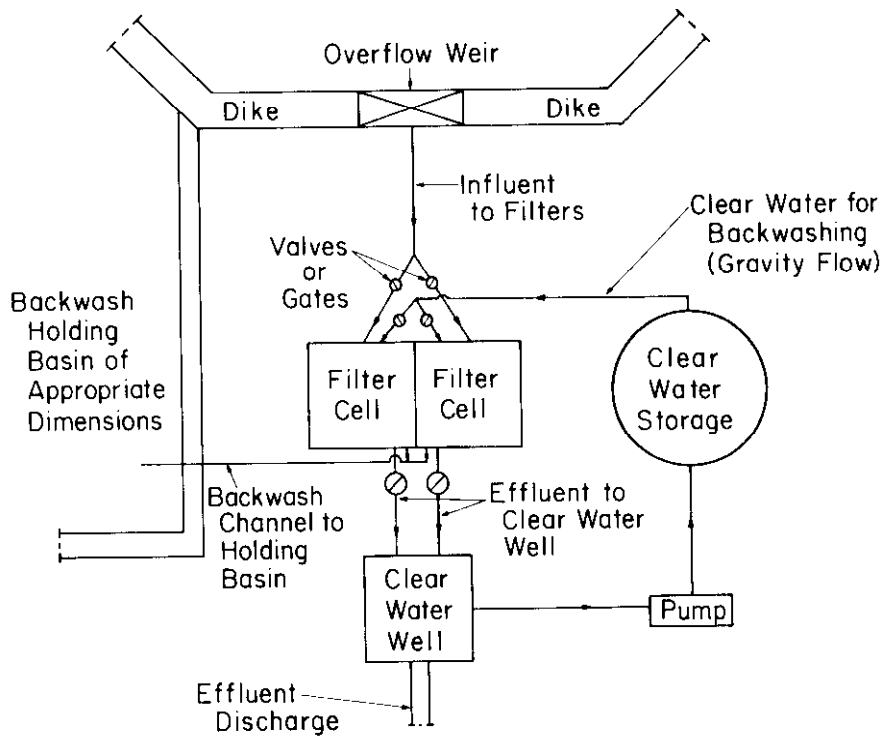 Overflow Weir
Dike
Dike
Influent
to Filters
Clear Water for
Backwashing
(Gravity Flow)
Valves
or
Gates
Backwash
Holding
Basin of
Appropriate
Dimensions
Filter
Cell
Filter
Cell
Clear
Water
Storage
Backwash
Channel to
Holding
Basin
Effluent to
Clear Water
Well
Clear
Water
Well
Pump
Effluent
Discharge